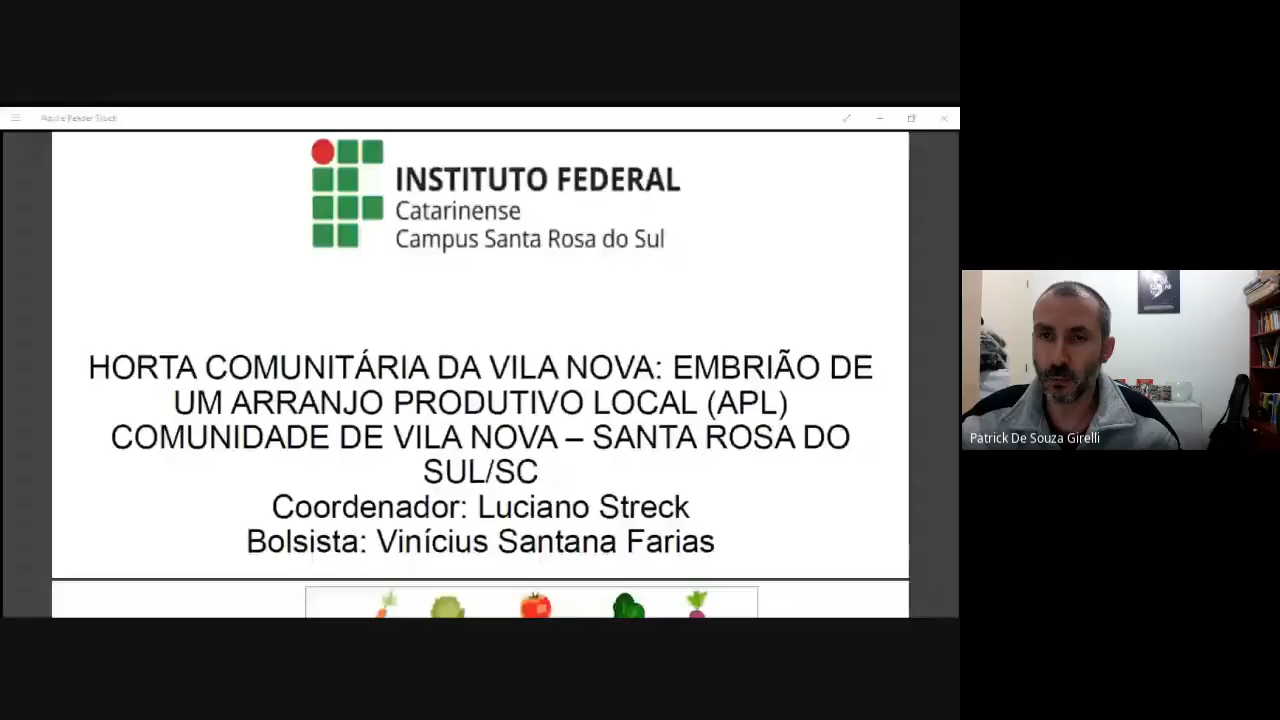 INSTITUTO FEDERAL
Catarinense
Campus Santa Rosa do Sul
HORTA COMUNITÁRIA DA VILA NOVA: EMBRIÃO DE
UM ARRANJO PRODUTIVO LOCAL (APL)
COMUNIDADE DE VILA NOVA – SANTA ROSA DO
SUL/SC
Coordenador: Luciano Streck
Bolsista: Vinícius Santana Farias
Patrick De Souza Girelli